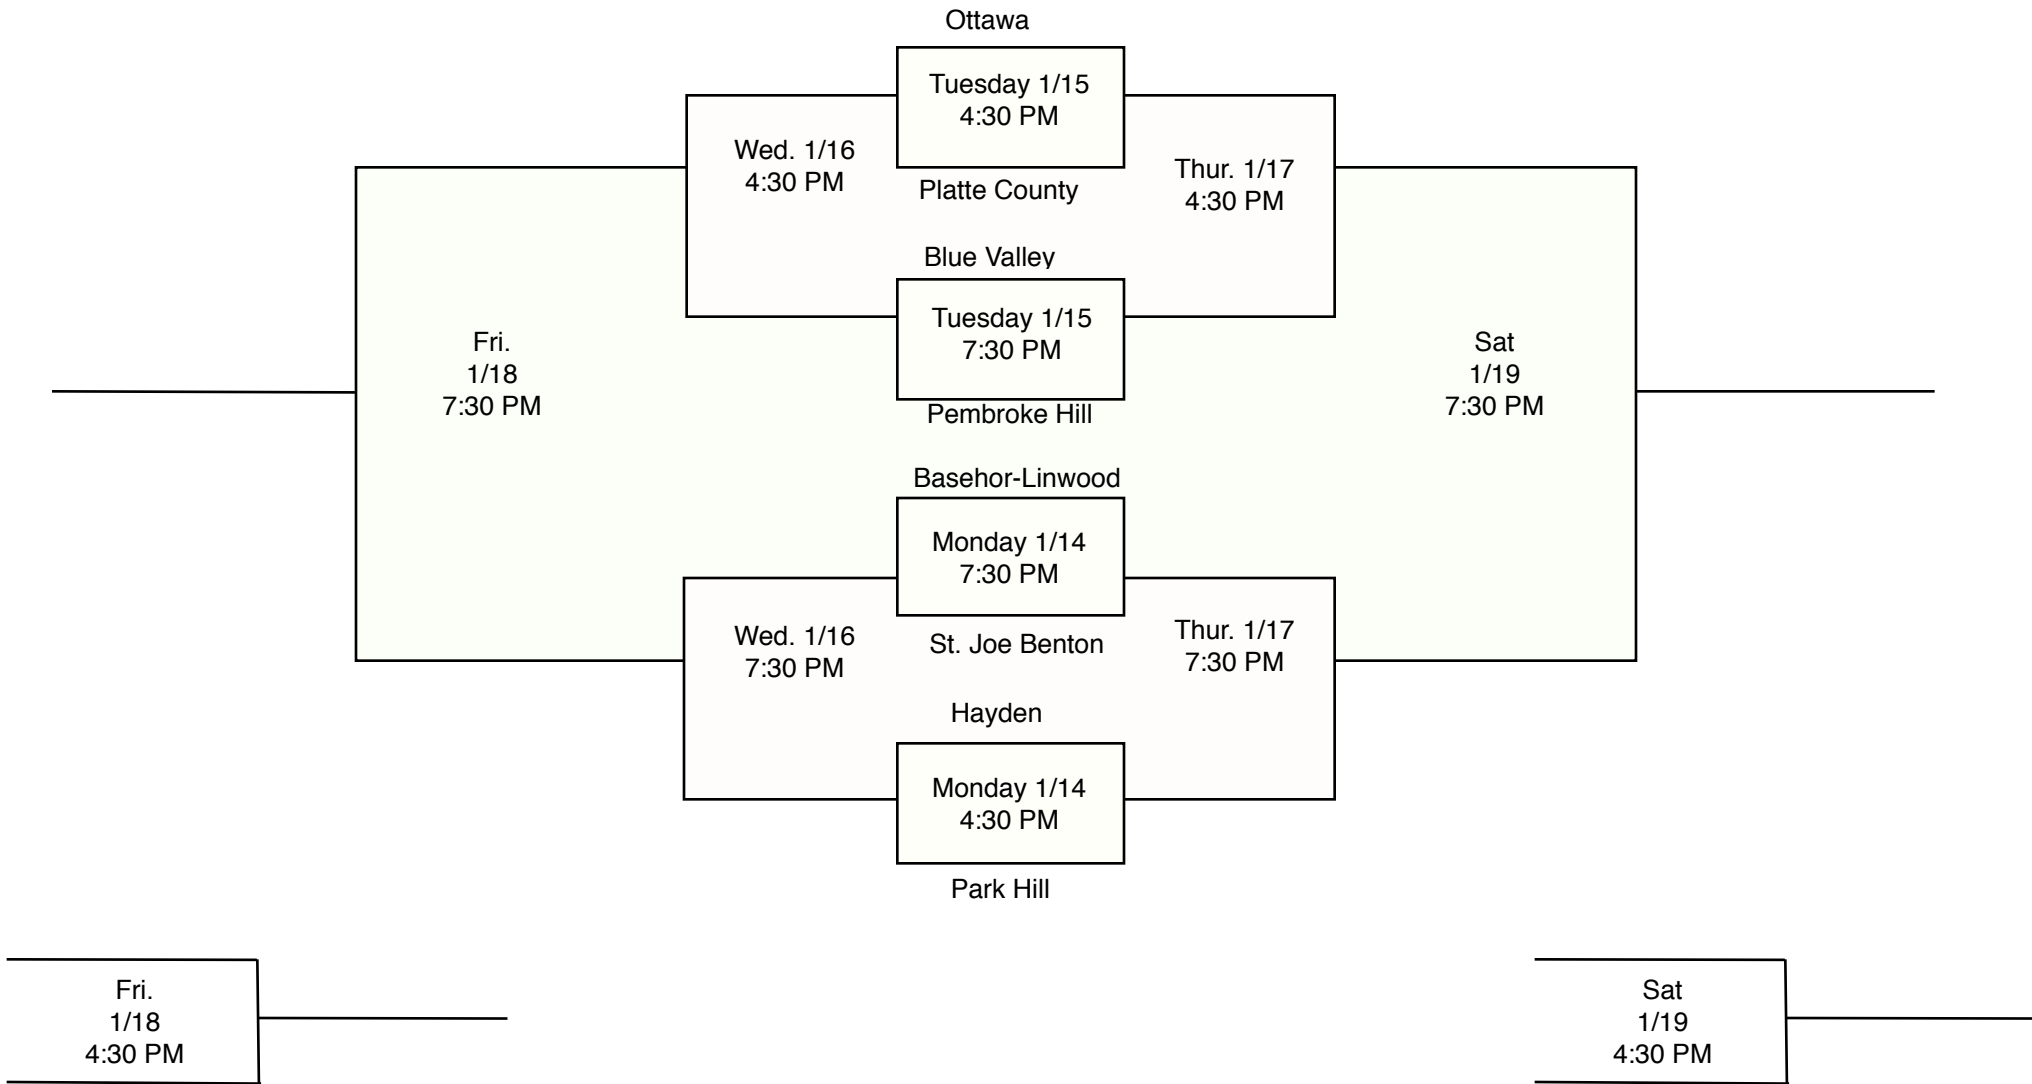 Ottawa
Tuesday 1/15
4:30 PM
Wed. 1/16
4:30 PM
Thur. 1/17
4:30 PM
Platte County
Blue Valley
Tuesday 1/15
7:30 PM
Fri.
1/18
7:30 PM
Sat
1/19
7:30 PM
Pembroke Hill
Basehor-Linwood
Monday 1/14
7:30 PM
Wed. 1/16
7:30 PM
St. Joe Benton
Thur. 1/17
7:30 PM
Hayden
Monday 1/14
4:30 PM
Park Hill
Fri.
1/18
4:30 PM
Sat
1/19
4:30 PM